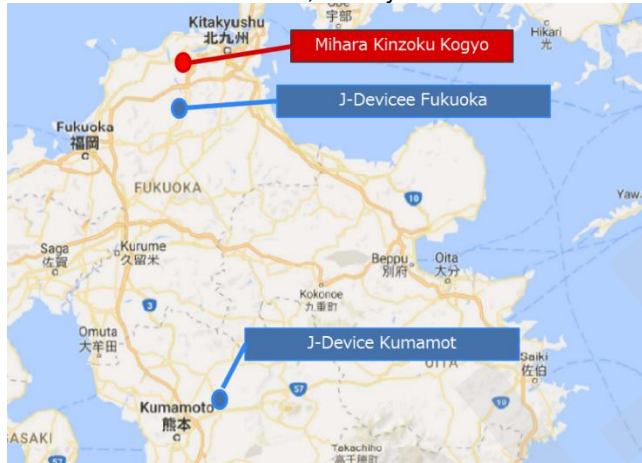 Ube
宇部
Kitakyushu
北九州
Hikari
光
Mihara Kinzoku Kogyo
J-Devicee Fukuoka
Fukuoka
福岡
FUKUOKA
10
Yaw
Saga
佐賀
Kurume
久留米
Beppu
別府
Oita
大分
Kokonoe
九重町
3
Omuta
大牟田
J-Device Kumamot
OITA
Saiki
佐伯
57
10
Kumamoto
熊本
ASAKI
57
Takachiho
高千穂町